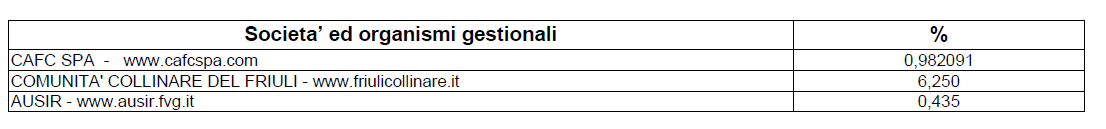 Societa' ed organismi gestionali %
CAFC SPA - www.cafcspa.com 0,982091
COMUNITA' COLLINARE DEL FRIULI - www.friulicollinare.it 6,250
AUSIR - www.ausir.fvg.it 0,435